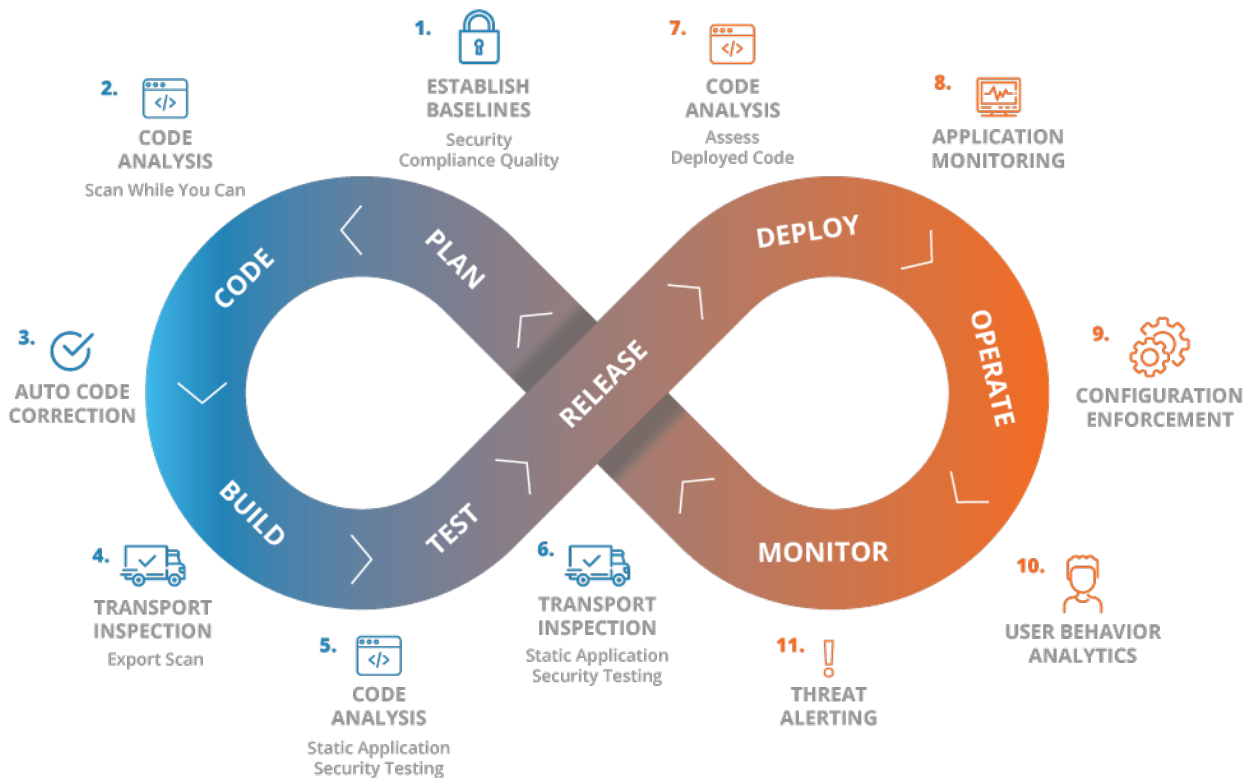 1.
ESTABLISH
BASELINES
Security
Compliance Quality
2.
</>
CODE
ANALYSIS
Scan While You Can
3.
AUTO CODE
CORRECTION
4.
TRANSPORT
INSPECTION
Export Scan
5.
</>
CODE
ANALYSIS
Static Application
Security Testing
6.
TRANSPORT
INSPECTION
Static Application
Security Testing
7.
</>
CODE
ANALYSIS
Assess
Deployed Code
8.
APPLICATION
MONITORING
9.
CONFIGURATION
ENFORCEMENT
10.
USER BEHAVIOR
ANALYTICS
11.
THREAT
ALERTING
PLAN
CODE
BUILD
TEST
RELEASE
DEPLOY
OPERATE
MONITOR